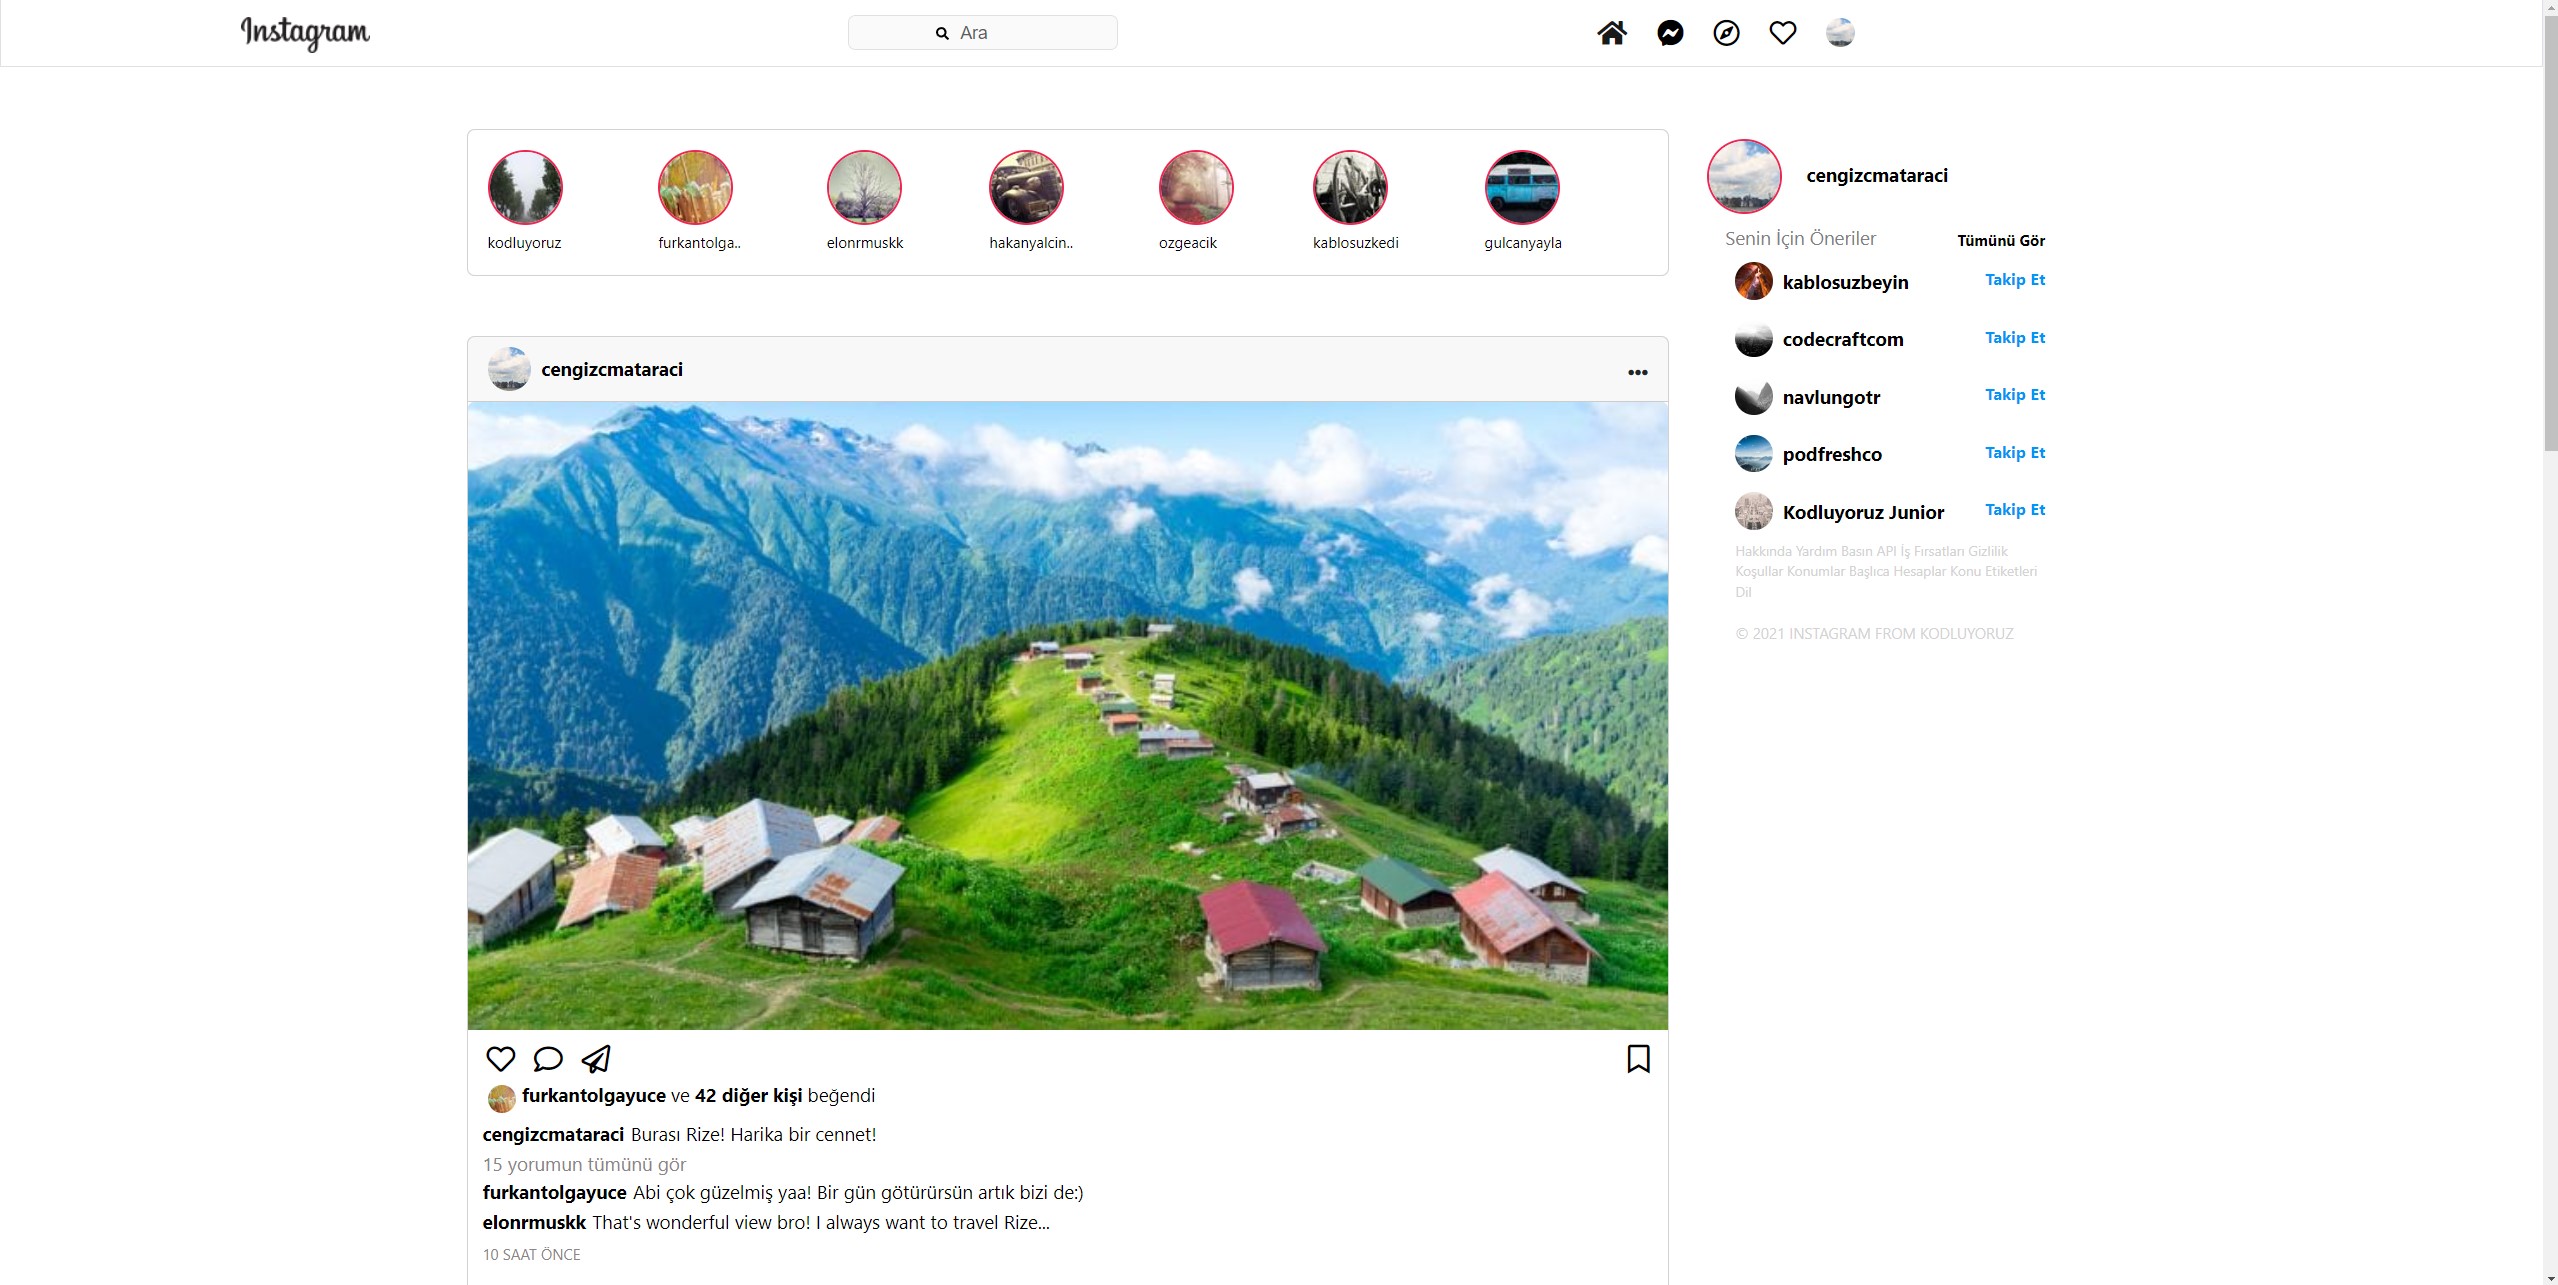 Instagram
Ara
kodluyoruz
furkantolga..
elonrmuskk
hakanyalcin..
ozgeacik
kablosuzkedi
gulcanyayla
cengizcmataraci
•••
furkantolgayuce ve 42 diğer kişi beğendi
cengizcmataraci Burası Rize! Harika bir cennet!
15 yorumun tümünü gör
furkantolgayuce Abi çok güzelmiş yaa! Bir gün götürürsün artık bizi de:)
elonrmuskk That's wonderful view bro! I always want to travel Rize...
10 SAAT ÖNCE
cengizcmataraci
Senin İçin Öneriler Tümünü Gör
kablosuzbeyin Takip Et
codecraftcom Takip Et
navlungotr Takip Et
podfreshco Takip Et
Kodluyoruz Junior Takip Et
Hakkında Yardım Basın API İş Fırsatları Gizlilik
Koşullar Konumlar Başlıca Hesaplar Konu Etiketleri
Dil
© 2021 INSTAGRAM FROM KODLUYORUZ